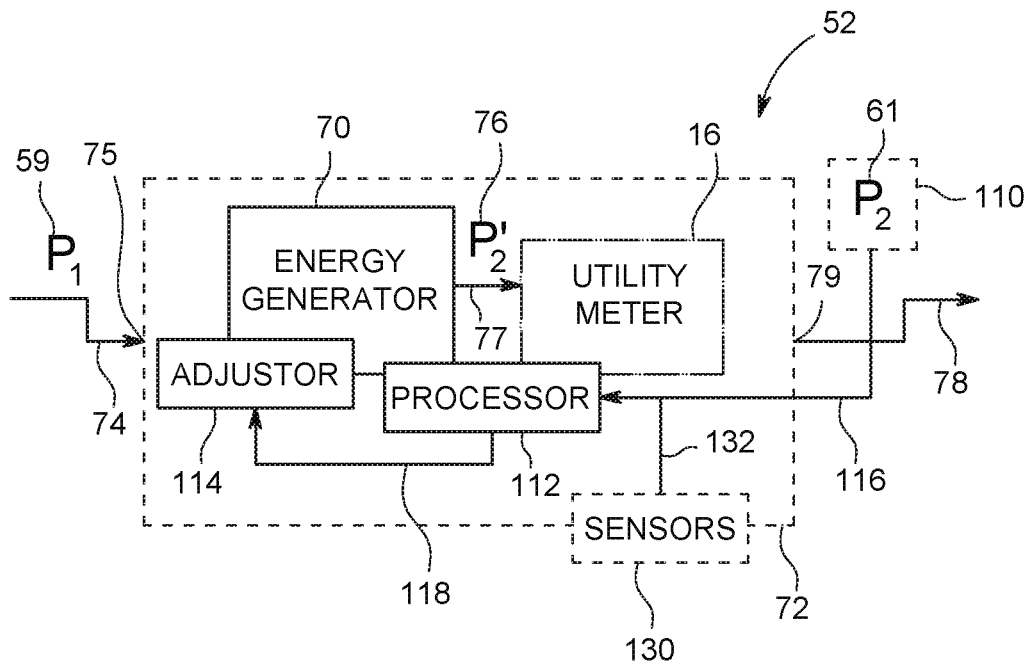 52
61
76
16
70
75
59
110
P2
P1
P'2
ENERGY
GENERATOR
UTILITY
METER
79
77
ADJUSTOR
PROCESSOR
74
78
132
114
112
116
SENSORS
118
72
130